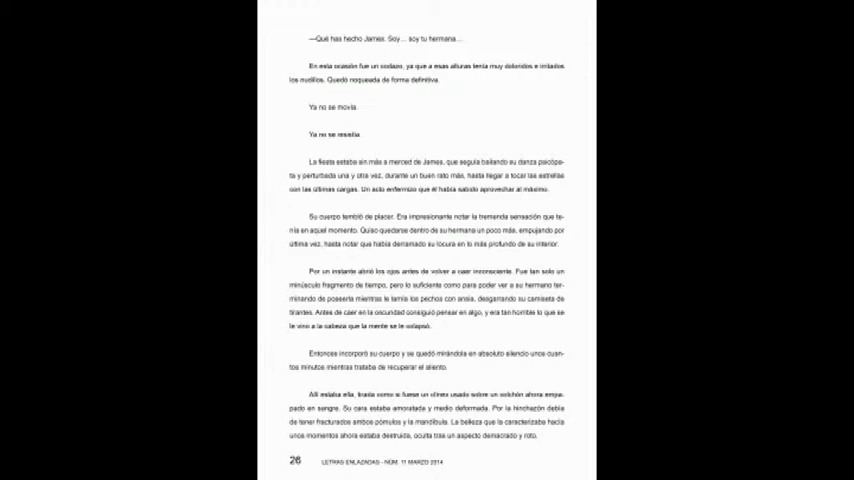 —Qué has hecho James. Soy… soy tu hermana…
En esta ocasión fue un codazo, ya que a esas alturas tenía muy doloridos e irritados
los nudillos. Quedó noqueada de forma definitiva.
Ya no se movía.
Ya no se resistía.
La fiesta estaba sin más a merced de James, que seguía bailando su danza psicópa-
ta y perturbada una y otra vez, durante un buen rato más, hasta llegar a tocar las estrellas
con las últimas cargas. Un acto enfermizo que él había sabido aprovechar al máximo.
Su cuerpo tembló de placer. Era impresionante notar la tremenda sensación que te-
nía en aquel momento. Quiso quedarse dentro de su hermana un poco más, empujando por
última vez, hasta notar que había derramado su locura en lo más profundo de su interior.
Por un instante abrió los ojos antes de volver a caer inconsciente. Fue tan solo un
minúsculo fragmento de tiempo, pero lo suficiente como para poder ver a su hermano ter-
minando de poseerla mientras le lamía los pechos con ansia, desgarrando su camiseta de
tirantes. Antes de caer en la oscuridad consiguió pensar en algo, y era tan horrible lo que se
le vino a la cabeza que la mente se le colapsó.
Entonces incorporó su cuerpo y se quedó mirándola en absoluto silencio unos cuan-
tos minutos mientras trataba de recuperar el aliento.
Allí estaba ella, tirada como si fuese un clínex usado sobre un colchón ahora empa-
pado en sangre. Su cara estaba amoratada y medio deformada. Por la hinchazón debía
de tener fracturados ambos pómulos y la mandíbula. La belleza que la caracterizaba hacía
unos momentos ahora estaba destruida, oculta tras un aspecto demacrado y roto.
26 LETRAS ENLAZADAS - NÚM. 11 MARZO 2014